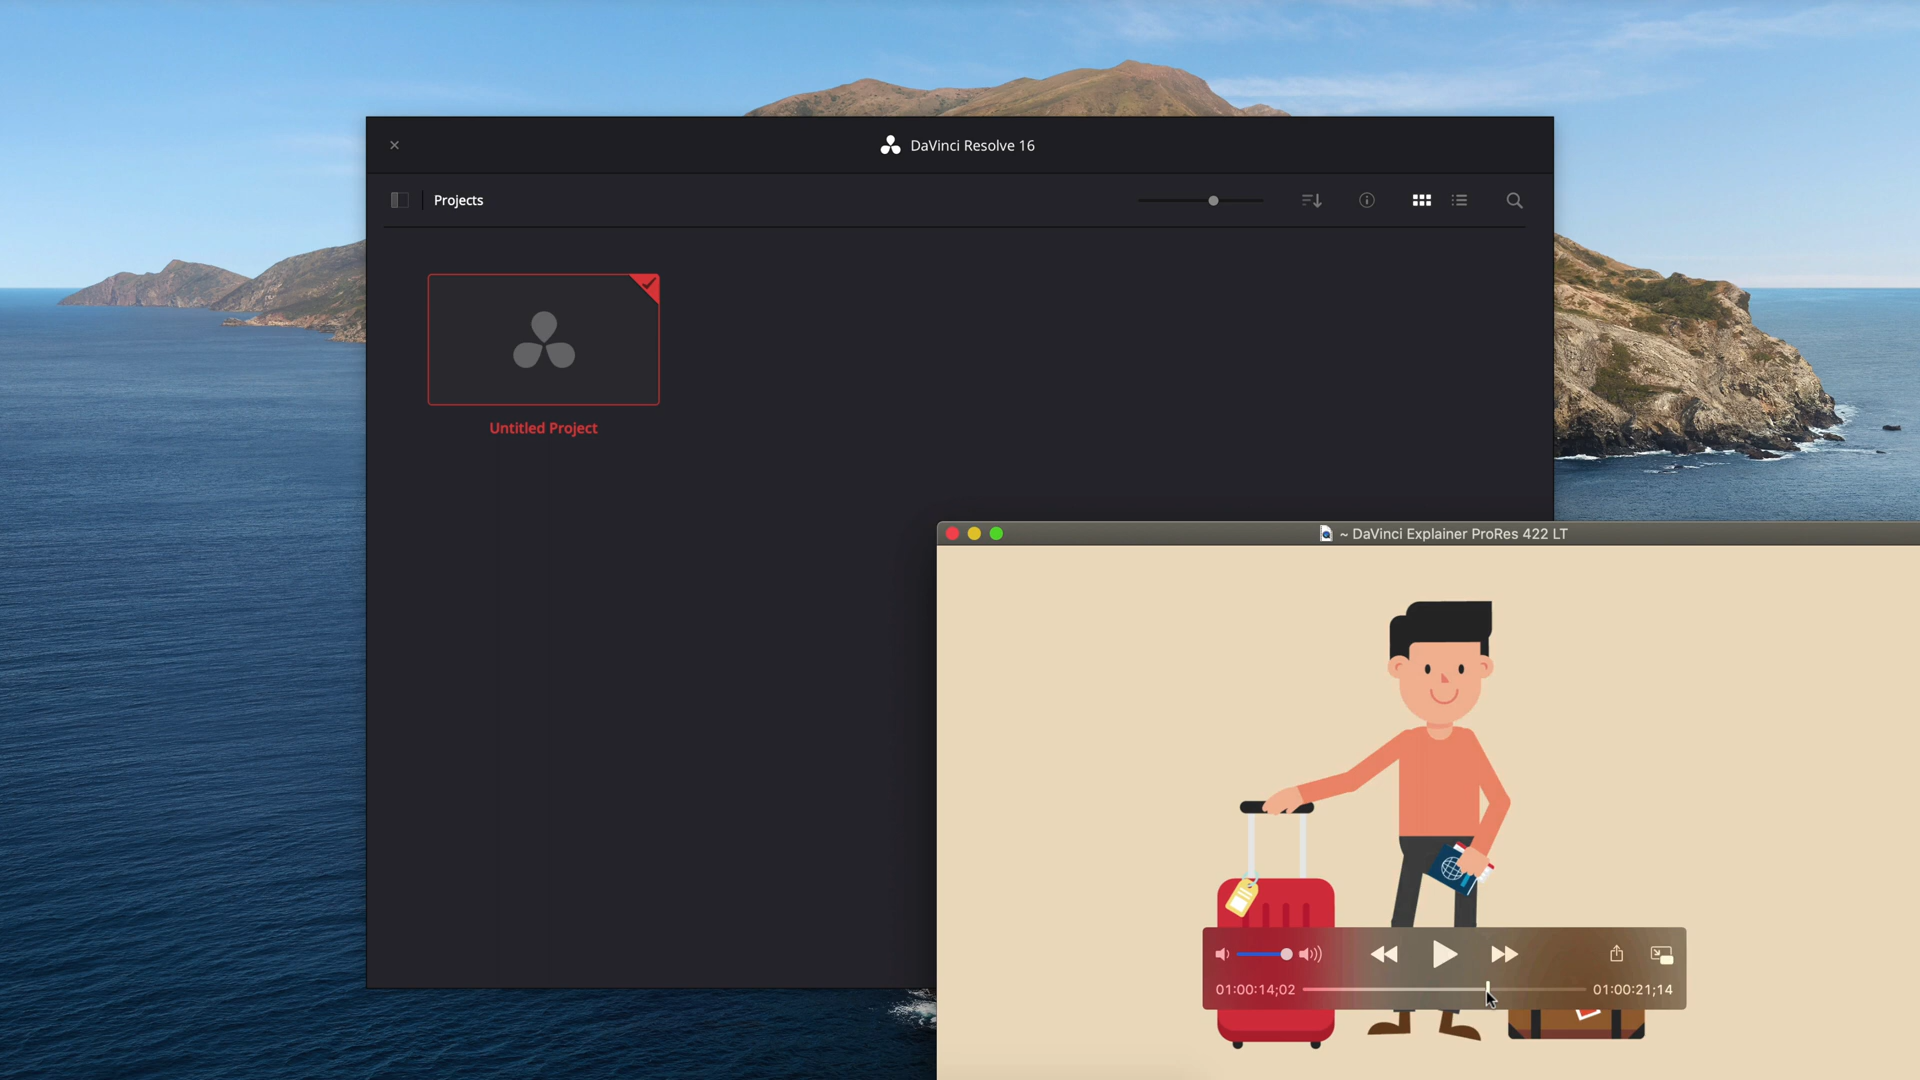 DaVinci Resolve 16
Projects
Untitled Project
~ DaVinci Explainer ProRes 422 LT
01:00:14;02
01:00:21;14